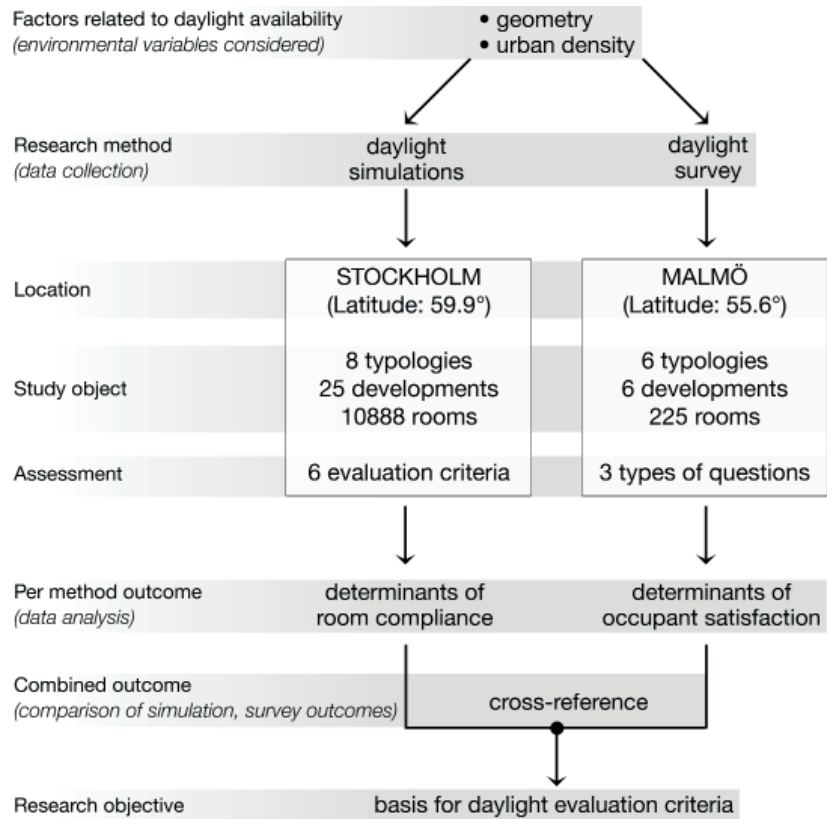 Factors related to daylight availability
(environmental variables considered)
• geometry
• urban density
Research method
(data collection)
daylight
simulations
daylight
survey
Location
STOCKHOLM
(Latitude: 59.9°)
MALMÖ
(Latitude: 55.6°)
Study object
8 typologies
25 developments
10888 rooms
6 typologies
6 developments
225 rooms
Assessment
6 evaluation criteria
3 types of questions
Per method outcome
(data analysis)
determinants of
room compliance
determinants of
occupant satisfaction
Combined outcome
(comparison of simulation, survey outcomes)
cross-reference
Research objective
basis for daylight evaluation criteria